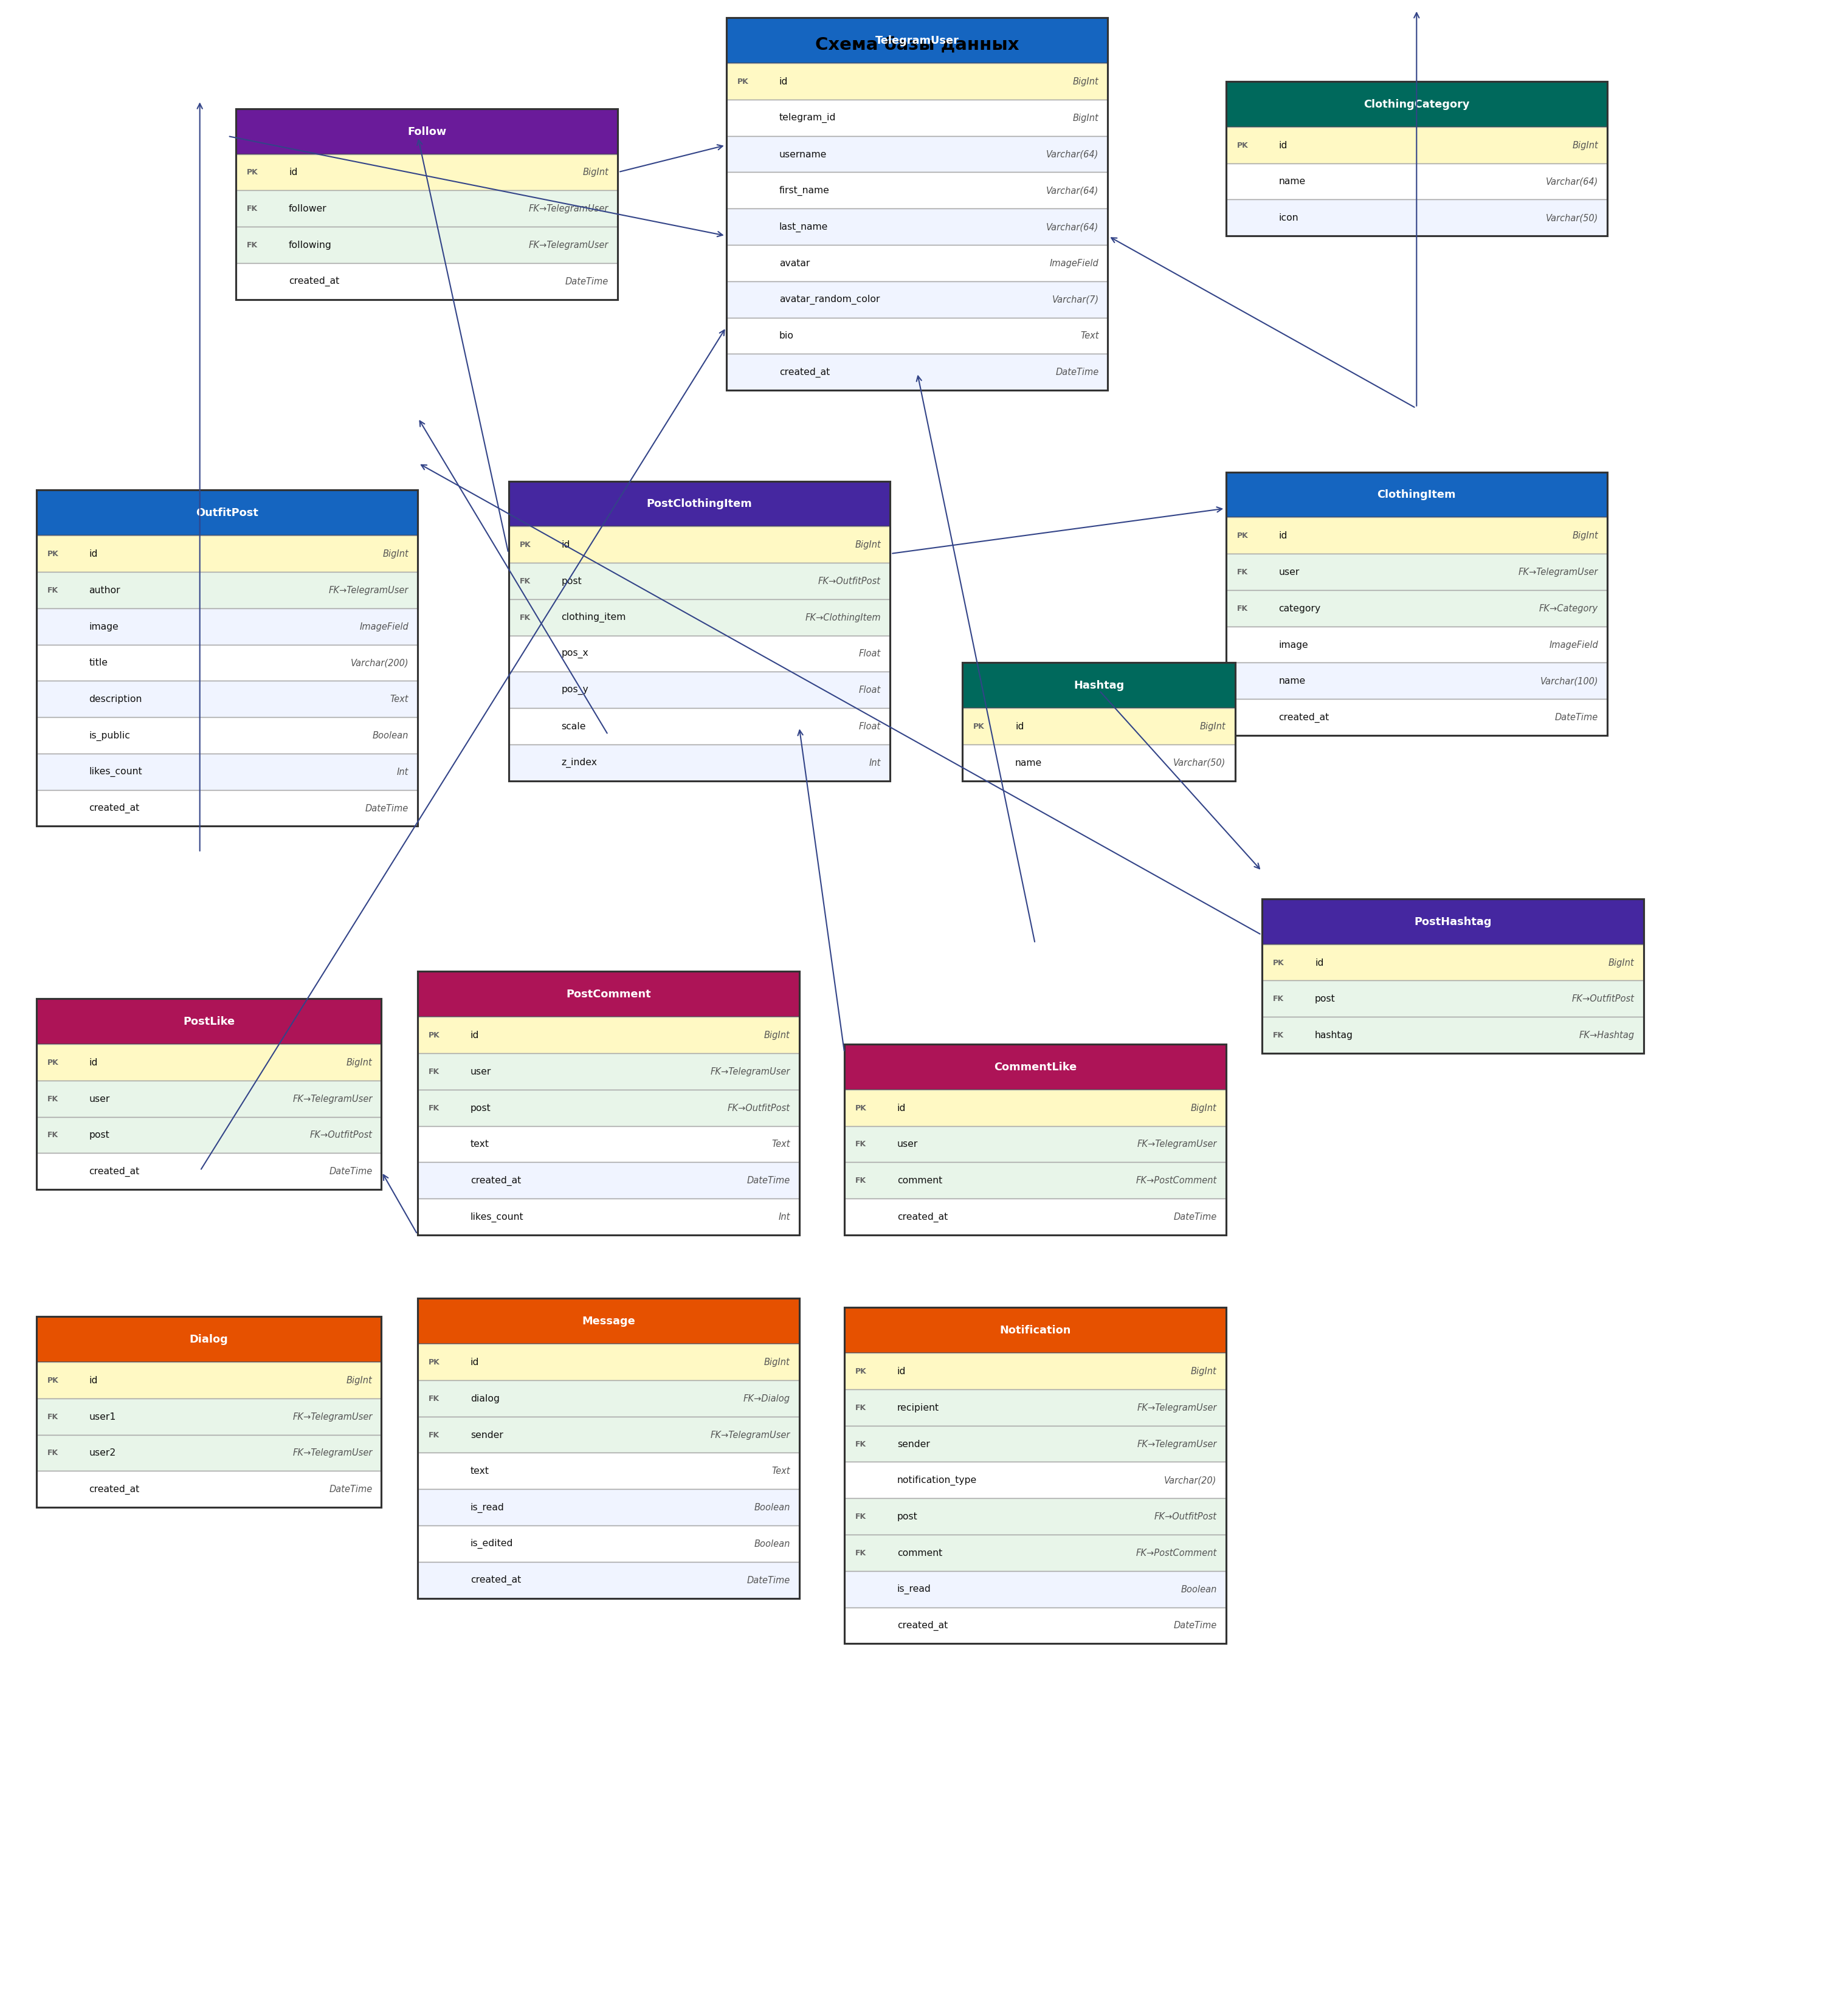 Схема базы данных
TelegramUser
PK id BigInt
telegram_id BigInt
username Varchar(64)
first_name Varchar(64)
last_name Varchar(64)
avatar ImageField
avatar_random_color Varchar(7)
bio Text
created_at DateTime
Follow
PK id BigInt
FK follower FK→TelegramUser
FK following FK→TelegramUser
created_at DateTime
ClothingCategory
PK id BigInt
name Varchar(64)
icon Varchar(50)
OutfitPost
PK id BigInt
FK author FK→TelegramUser
image ImageField
title Varchar(200)
description Text
is_public Boolean
likes_count Int
created_at DateTime
PostClothingItem
PK id BigInt
FK post FK→OutfitPost
FK clothing_item FK→ClothingItem
pos_x Float
pos_y Float
scale Float
z_index Int
ClothingItem
PK id BigInt
FK user FK→TelegramUser
FK category FK→Category
image ImageField
name Varchar(100)
created_at DateTime
Hashtag
PK id BigInt
name Varchar(50)
PostHashtag
PK id BigInt
FK post FK→OutfitPost
FK hashtag FK→Hashtag
PostLike
PK id BigInt
FK user FK→TelegramUser
FK post FK→OutfitPost
created_at DateTime
PostComment
PK id BigInt
FK user FK→TelegramUser
FK post FK→OutfitPost
text Text
created_at DateTime
likes_count Int
CommentLike
PK id BigInt
FK user FK→TelegramUser
FK comment FK→PostComment
created_at DateTime
Dialog
PK id BigInt
FK user1 FK→TelegramUser
FK user2 FK→TelegramUser
created_at DateTime
Message
PK id BigInt
FK dialog FK→Dialog
FK sender FK→TelegramUser
text Text
is_read Boolean
is_edited Boolean
created_at DateTime
Notification
PK id BigInt
FK recipient FK→TelegramUser
FK sender FK→TelegramUser
notification_type Varchar(20)
FK post FK→OutfitPost
FK comment FK→PostComment
is_read Boolean
created_at DateTime